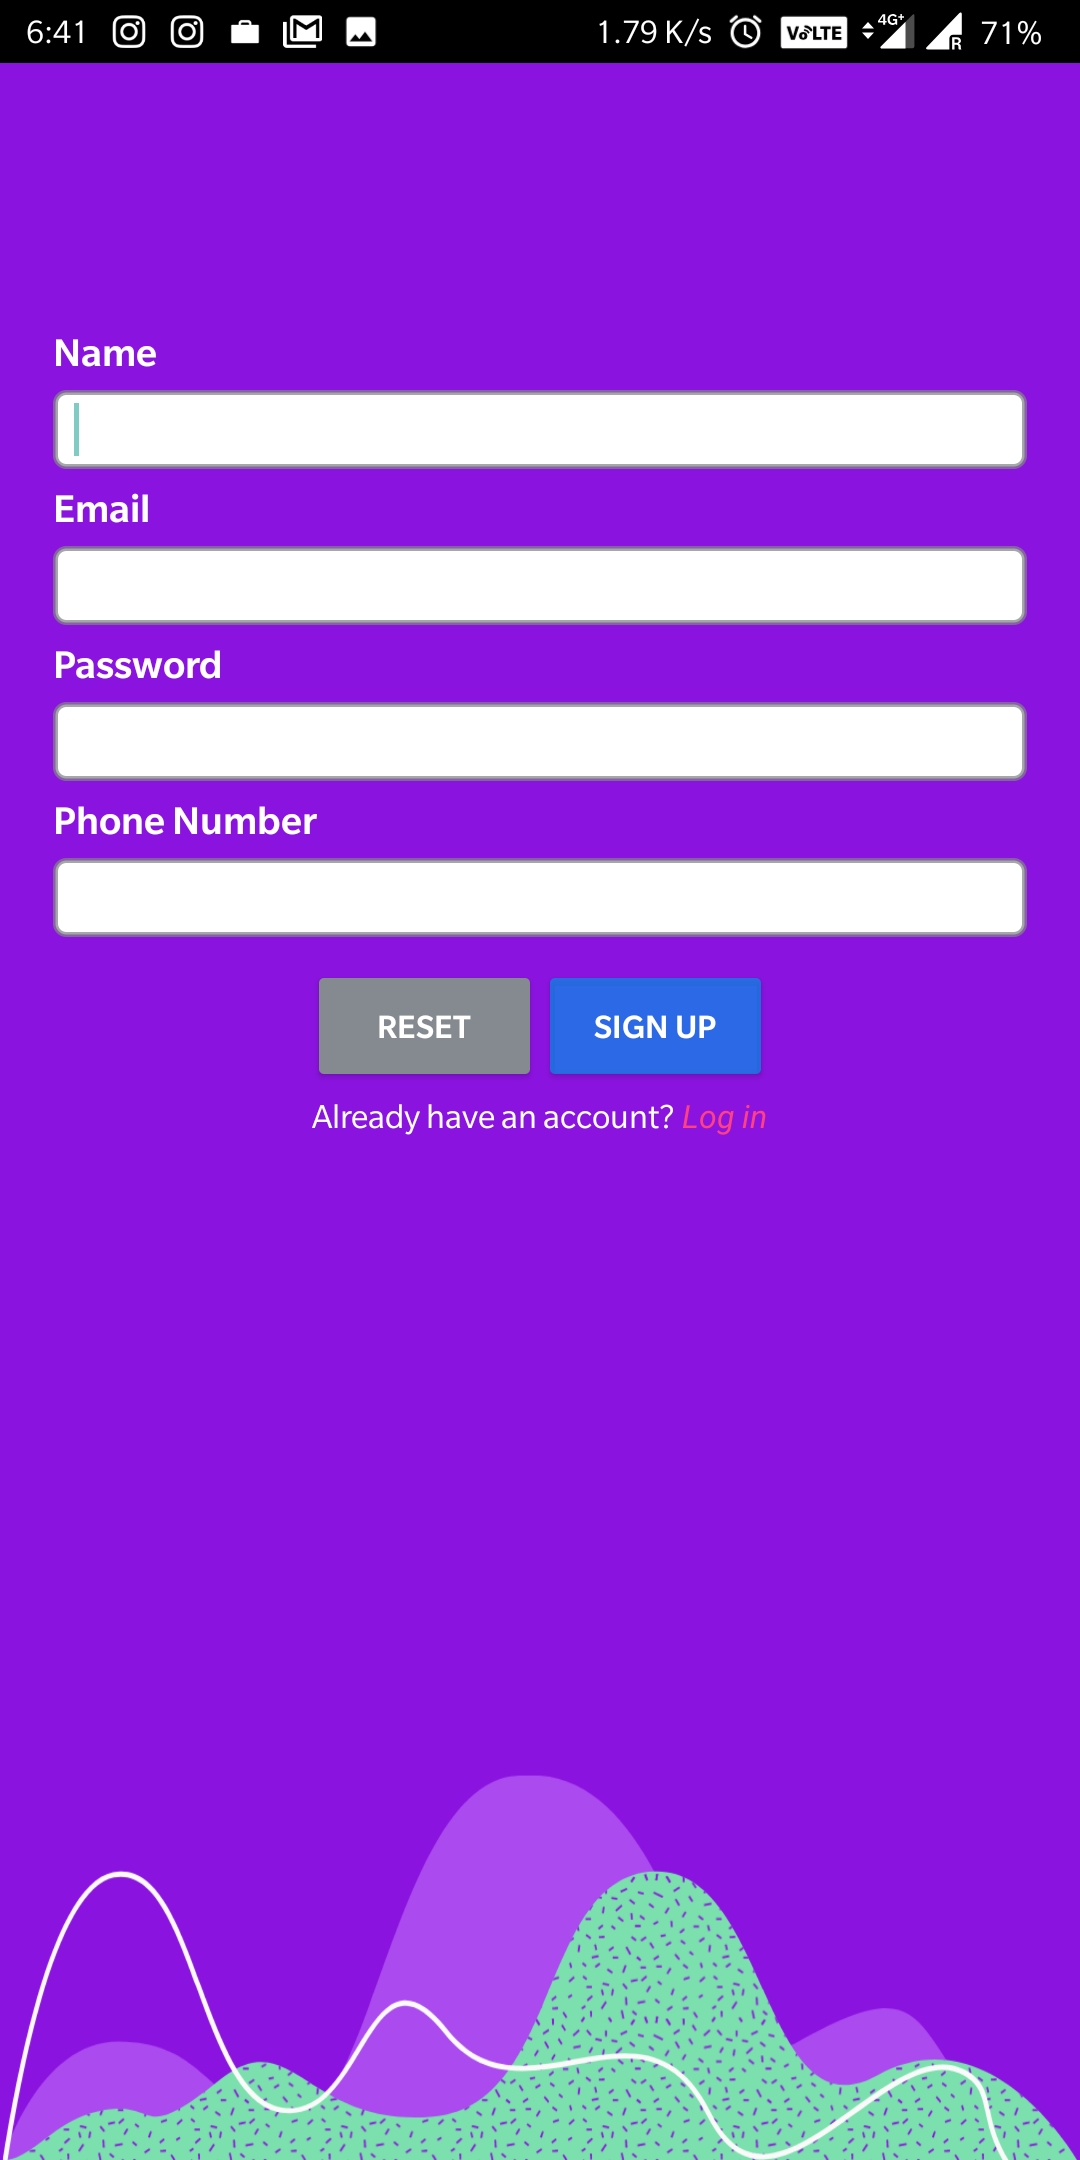 6:41 1.79 K/s VoLTE 4G+ R 71%
Name
Email
Password
Phone Number
RESET SIGN UP
Already have an account? Log in